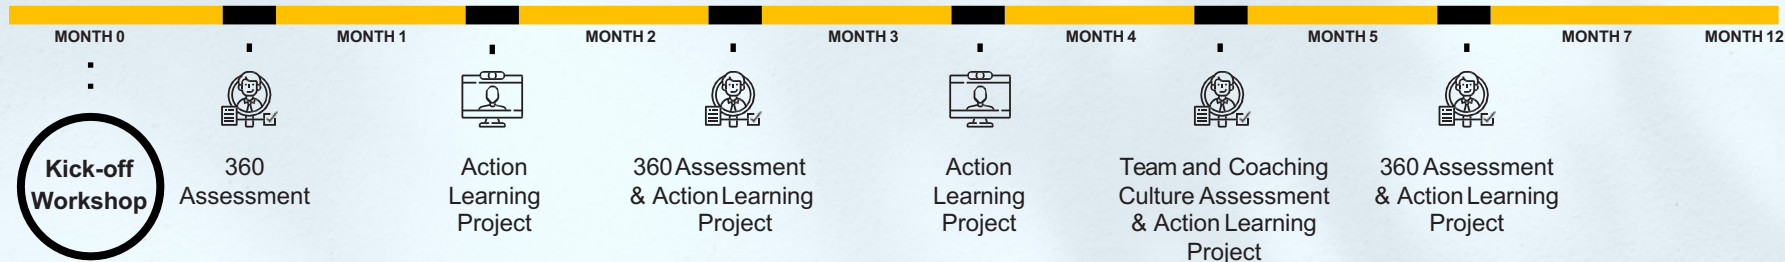 MONTH 0
MONTH 1
MONTH 2
MONTH 3
MONTH 4
MONTH 5
MONTH 7
MONTH 12
Kick-off
Workshop
360
Assessment
Action
Learning
Project
360 Assessment
& Action Learning
Project
Action
Learning
Project
Team and Coaching
Culture Assessment
& Action Learning
Project
360 Assessment
& Action Learning
Project